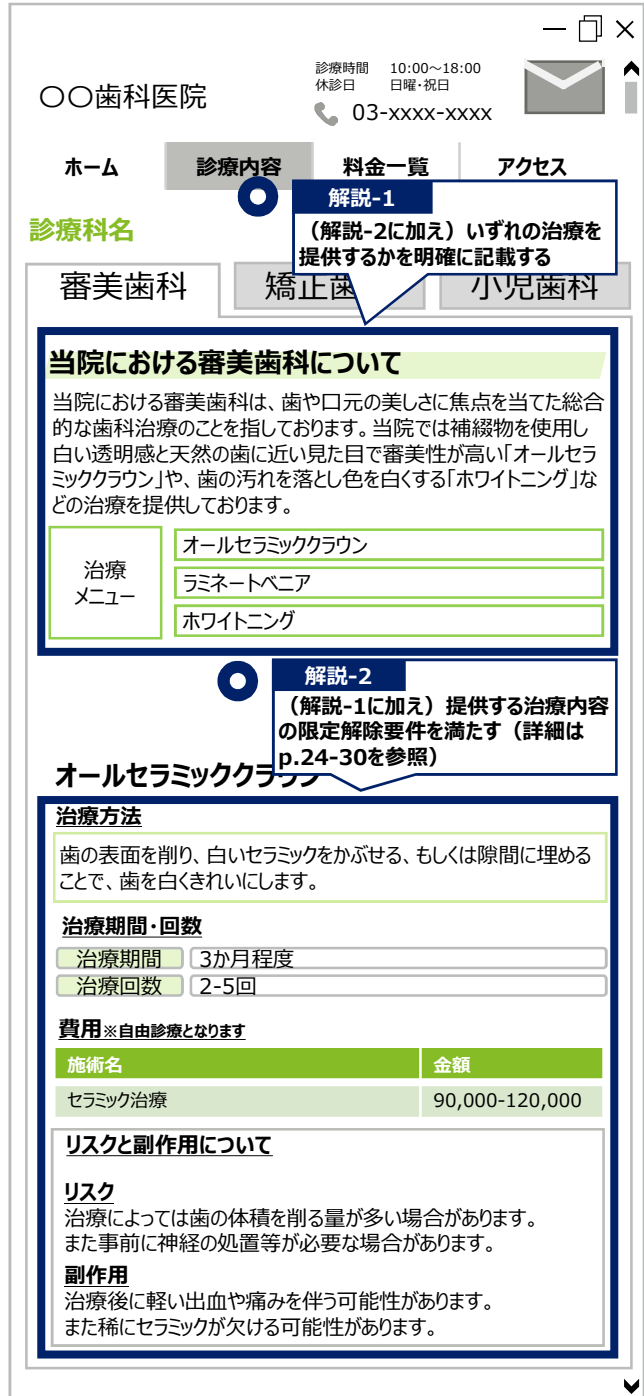 〇〇歯科医院
診療時間 10:00～18:00
休診日 日曜・祝日
03-xxxx-xxxx
ホーム 診療内容 料金一覧 アクセス
解説-1
（解説-2に加え）いずれの治療を
提供するかを明確に記載する
診療科名
審美歯科 矯正歯 小児歯科
当院における審美歯科について
当院における審美歯科は、歯や口元の美しさに焦点を当てた総合
的な歯科治療のことを指しております。当院では補綴物を使用し
白い透明感と天然の歯に近い見た目で審美性が高い「オールセラ
ミッククラウン」や、歯の汚れを落とし色を白くする「ホワイトニング」な
どの治療を提供しております。
治療
メニュー
オールセラミッククラウン
ラミネートベニア
ホワイトニング
解説-2
（解説-1に加え）提供する治療内容
の限定解除要件を満たす（詳細は
p.24-30を参照）
オールセラミッククラウン
治療方法
歯の表面を削り、白いセラミックをかぶせる、もしくは隙間に埋める
ことで、歯を白くきれいにします。
治療期間・回数
治療期間 3か月程度
治療回数 2-5回
費用※自由診療となります
施術名 金額
セラミック治療 90,000-120,000
リスクと副作用について
リスク
治療によっては歯の体積を削る量が多い場合があります。
また事前に神経の処置等が必要な場合があります。
副作用
治療後に軽い出血や痛みを伴う可能性があります。
また稀にセラミックが欠ける可能性があります。